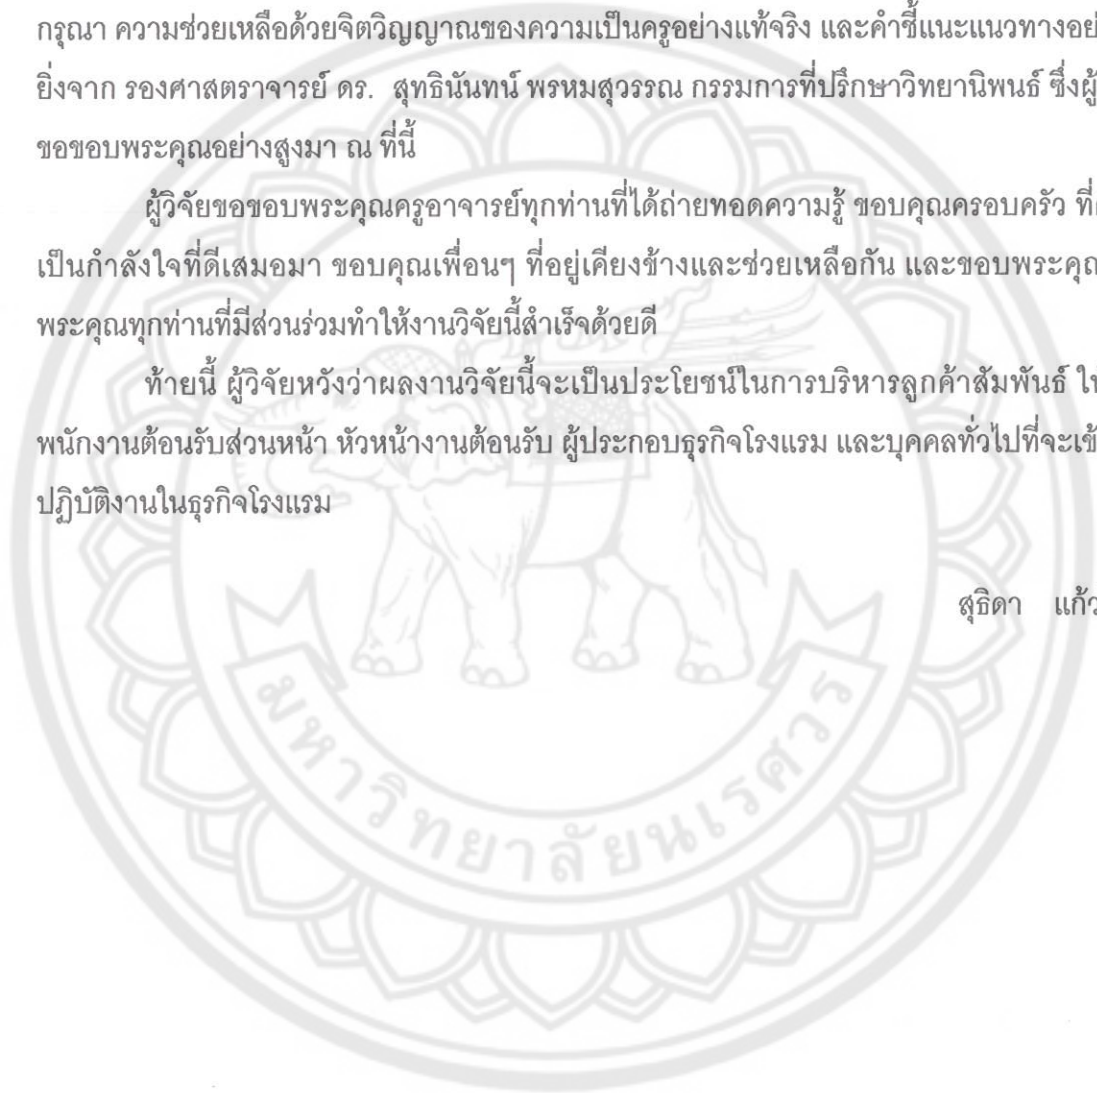 กรุณา ความช่วยเหลือด้วยจิตวิญญาณของความเป็นครูอย่างแท้จริง และคำชี้แนะแนวทางอย่
ยิ่งจาก รองศาสตราจารย์ ดร. สุทธินันทน์ พรหมสุวรรณ กรรมการที่ปรึกษาวิทยานิพนธ์ ซึ่งผู้
ขอขอบพระคุณอย่างสูงมา ณ ที่นี้
ผู้วิจัยขอขอบพระคุณครูอาจารย์ทุกท่านที่ได้ถ่ายทอดความรู้ ขอบคุณครอบครัว ที่
เป็นกำลังใจที่ดีเสมอมา ขอบคุณเพื่อนๆ ที่อยู่เคียงข้างและช่วยเหลือกัน และขอบพระคุณ
พระคุณทุกท่านที่มีส่วนร่วมทำให้งานวิจัยนี้สำเร็จด้วยดี
ท้ายนี้ ผู้วิจัยหวังว่าผลงานวิจัยนี้จะเป็นประโยชน์ในการบริหารลูกค้าสัมพันธ์ ให้
พนักงานต้อนรับส่วนหน้า หัวหน้างานต้อนรับ ผู้ประกอบธุรกิจโรงแรม และบุคคลทั่วไปที่จะเข้
ปฏิบัติงานในธุรกิจโรงแรม
สุธิดา แก้ว
มหาวิทยาลัยนเรศวร